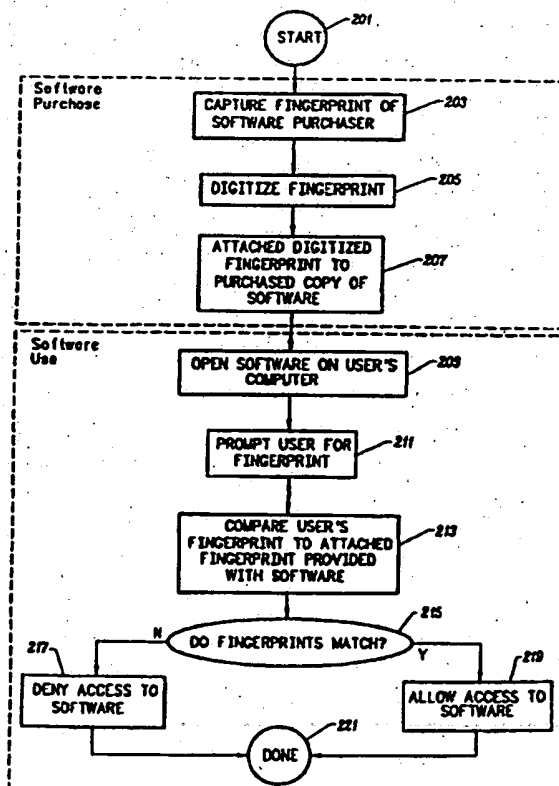 201
START
Software
Purchase
CAPTURE FINGERPRINT OF
SOFTWARE PURCHASER
203
DIGITIZE FINGERPRINT
205
ATTACHED DIGITIZED
FINGERPRINT TO
PURCHASED COPY OF
SOFTWARE
207
Software
Use
OPEN SOFTWARE ON USER'S
COMPUTER
209
PROMPT USER FOR
FINGERPRINT
211
COMPARE USER'S
FINGERPRINT TO ATTACHED
FINGERPRINT PROVIDED
WITH SOFTWARE
213
215
N
DO FINGERPRINTS MATCH?
Y
217
DENY ACCESS TO
SOFTWARE
219
ALLOW ACCESS TO
SOFTWARE
221
DONE